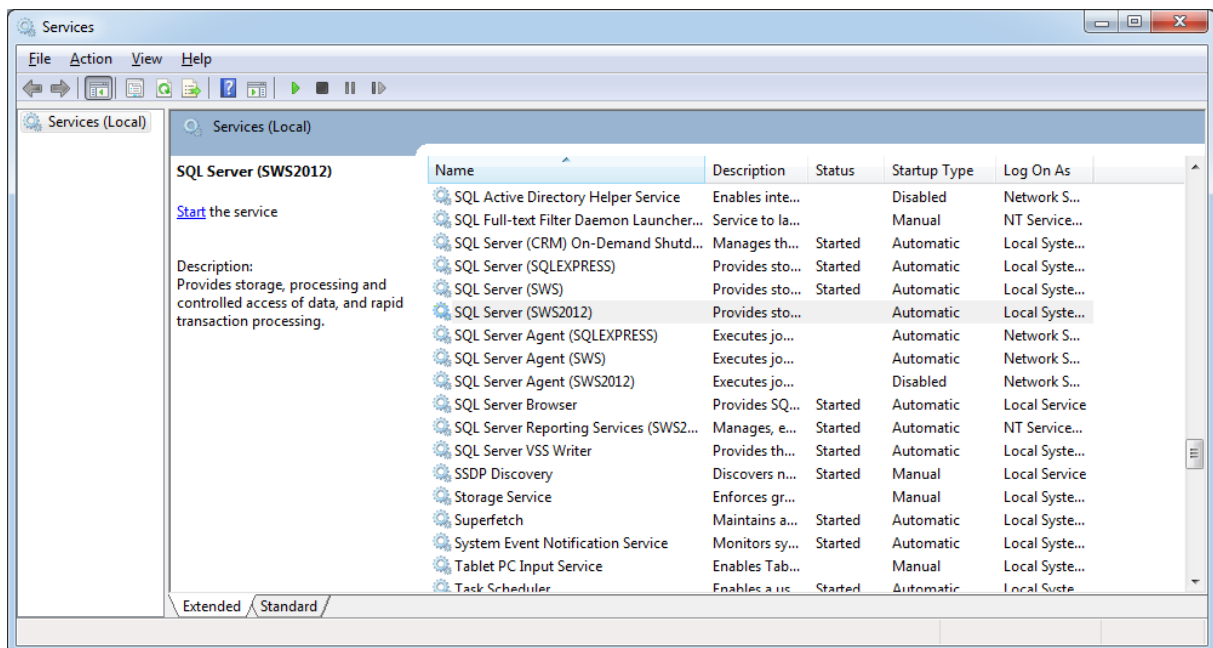 Services
File Action View Help
Services (Local)
Services (Local)
SQL Server (SWS2012)
Start the service
Description:
Provides storage, processing and
controlled access of data, and rapid
transaction processing.
Name Description Status Startup Type Log On As
SQL Active Directory Helper Service Enables inte... Disabled Network S...
SQL Full-text Filter Daemon Launcher... Service to la... Manual NT Service...
SQL Server (CRM) On-Demand Shutd... Manages th... Started Automatic Local Syste...
SQL Server (SQLEXPRESS) Provides sto... Started Automatic Local Syste...
SQL Server (SWS) Provides sto... Started Automatic Local Syste...
SQL Server (SWS2012) Provides sto... Automatic Local Syste...
SQL Server Agent (SQLEXPRESS) Executes jo... Automatic Network S...
SQL Server Agent (SWS) Executes jo... Automatic Network S...
SQL Server Agent (SWS2012) Executes jo... Disabled Network S...
SQL Server Browser Provides SQ... Started Automatic Local Service
SQL Server Reporting Services (SWS2... Manages, e... Started Automatic NT Service...
SQL Server VSS Writer Provides th... Started Automatic Local Syste...
SSDP Discovery Discovers n... Started Manual Local Service
Storage Service Enforces gr... Manual Local Syste...
Superfetch Maintains a... Started Automatic Local Syste...
System Event Notification Service Monitors sy... Started Automatic Local Syste...
Tablet PC Input Service Enables Tab... Manual Local Syste...
Task Scheduler Enables a us... Started Automatic Local Syste...
Extended Standard